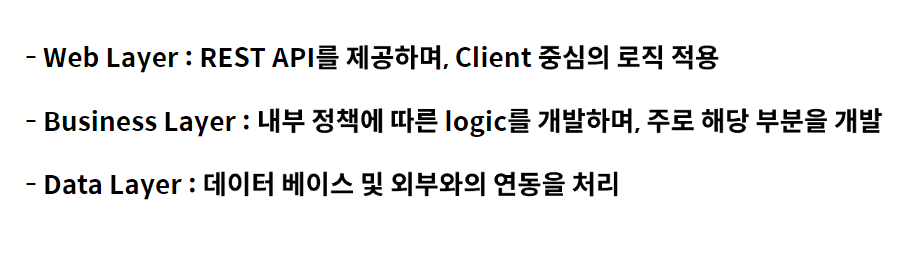 - Web Layer : REST API를 제공하며, Client 중심의 로직 적용
- Business Layer : 내부 정책에 따른 logic를 개발하며, 주로 해당 부분을 개발
- Data Layer : 데이터 베이스 및 외부와의 연동을 처리